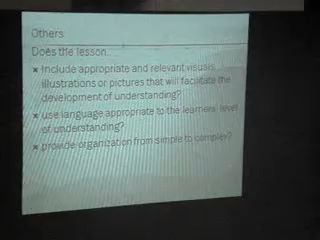 Others
Does the lesson...
× Include appropriate and relevant visuals,
illustrations or pictures that will facilitate the
development of understanding?
× use language appropriate to the learners' level
of understanding?
× provide organization from simple to complex?